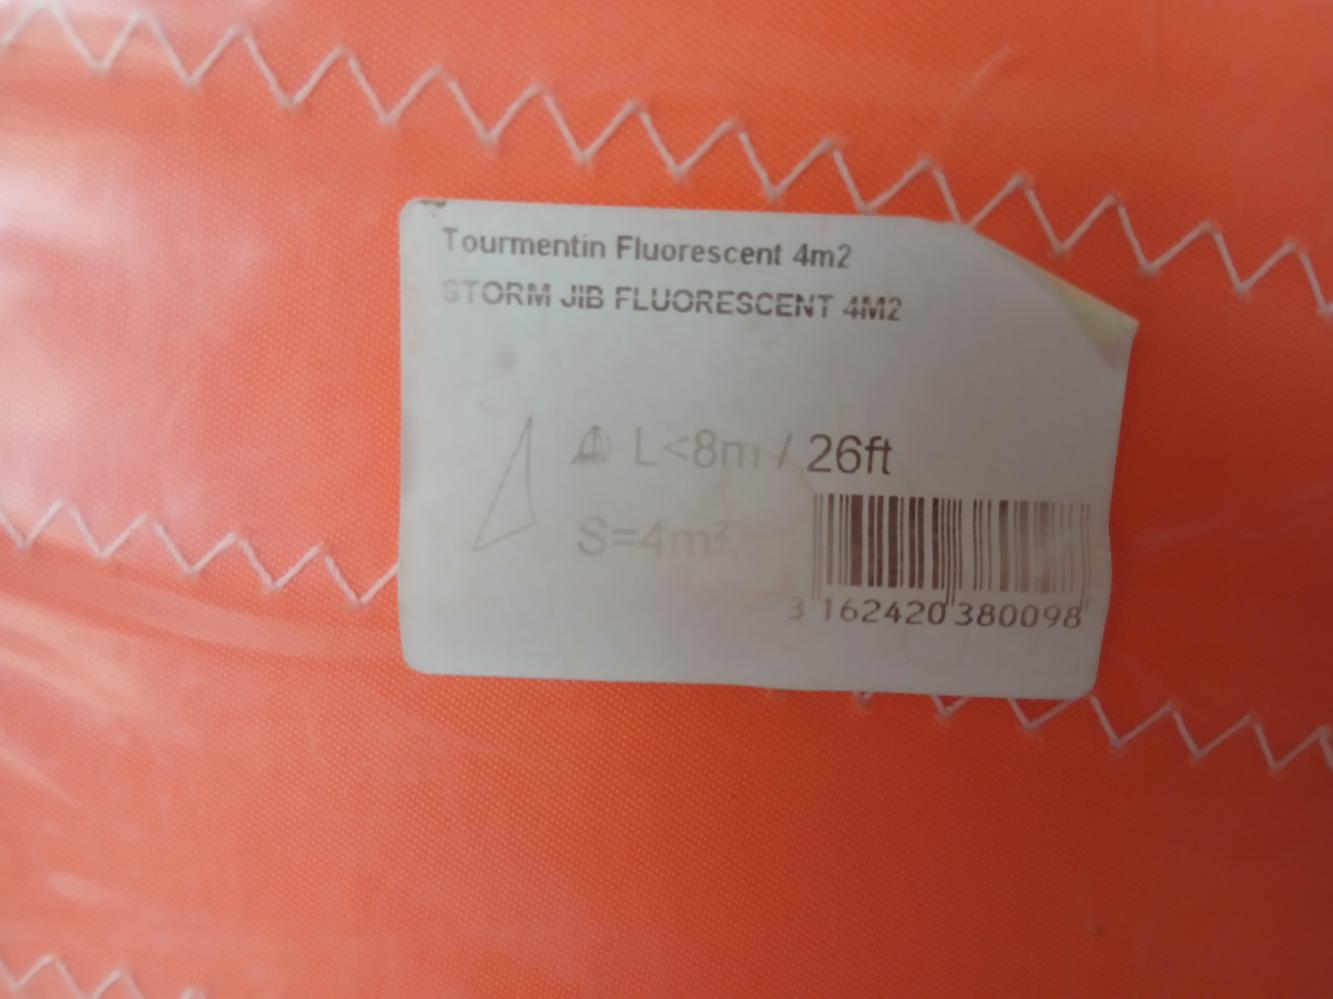 Tourmentin Fluorescent 4m2
STORM JIB FLUORESCENT 4M2
L<8m / 26ft
S=4m²
3 162420 380098